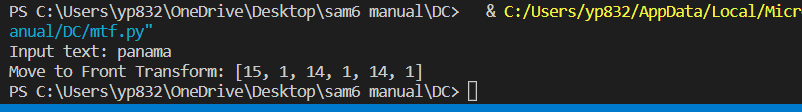 PS C:\Users\yp832\OneDrive\Desktop\sam6 manual\DC>   & C:/Users/yp832/AppData/Local/Micr
anual/DC/mtf.py"
Input text: panama
Move to Front Transform: [15, 1, 14, 1, 14, 1]
PS C:\Users\yp832\OneDrive\Desktop\sam6 manual\DC>